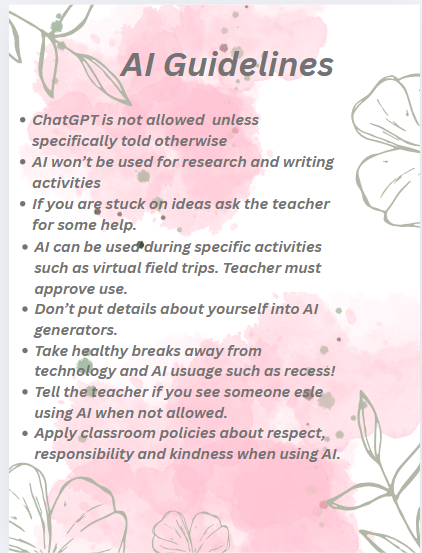 AI Guidelines
• ChatGPT is not allowed unless
specifically told otherwise
• AI won't be used for research and writing
activities
• If you are stuck on ideas ask the teacher
for some help.
• AI can be used during specific activities
such as virtual field trips. Teacher must
approve use.
• Don't put details about yourself into AI
generators.
• Take healthy breaks away from
technology and AI usuage such as recess!
• Tell the teacher if you see someone esle
using AI when not allowed.
• Apply classroom policies about respect,
responsibility and kindness when using AI.